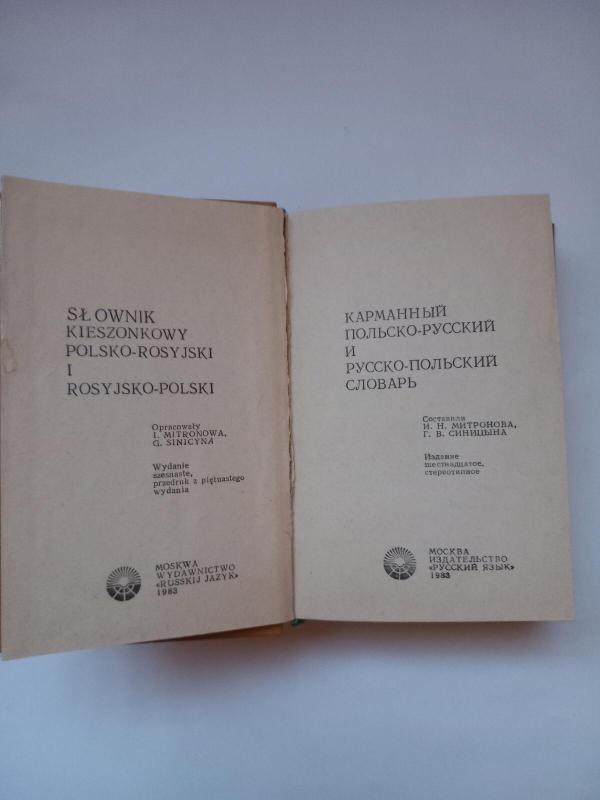 SŁOWNIK
KIESZONKOWY
POLSKO-ROSYJSKI
I
ROSYJSKO-POLSKI
Opracowały
I. MITRONOWA,
G. SINICYNA
Wydanie
szesnaste,
przedruk z piętnastego
wydania
MOSKWA
WYDAWNICTWO
«RUSSKIJ JAZYK»
1983
КАРМАННЫЙ
ПОЛЬСКО-РУССКИЙ
И
РУССКО-ПОЛЬСКИЙ
СЛОВАРЬ
Составили
И. Н. МИТРОНОВА,
Г. В. СИНИЦЫНА
Издание
шестнадцатое,
стереотипное
МОСКВА
ИЗДАТЕЛЬСТВО
«РУССКИЙ ЯЗЫК»
1983